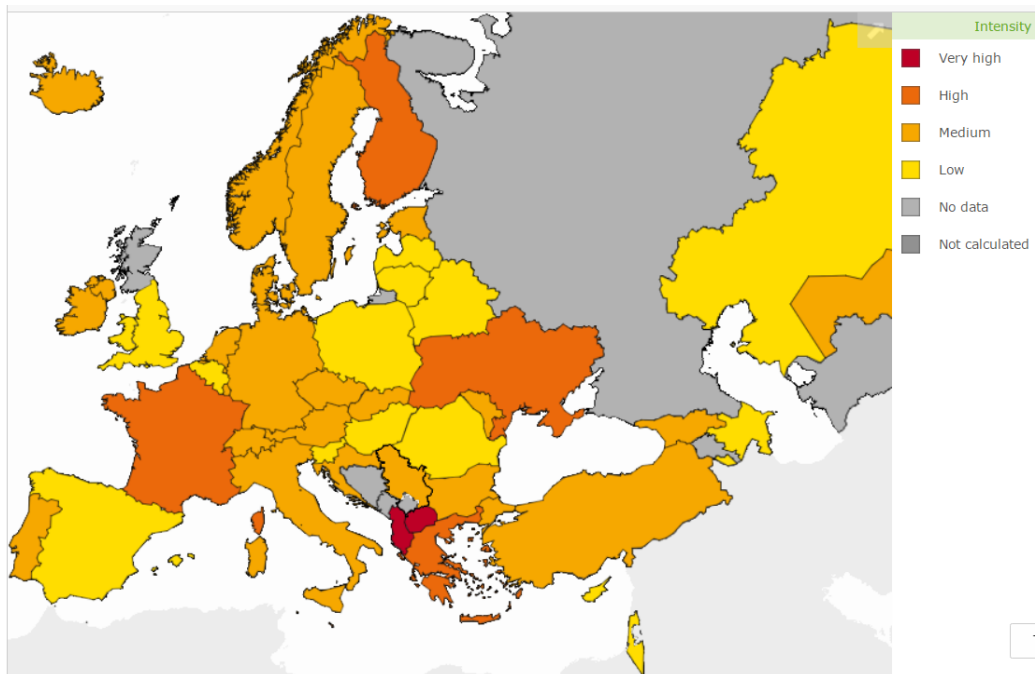 Intensity
Very high
High
Medium
Low
No data
Not calculated